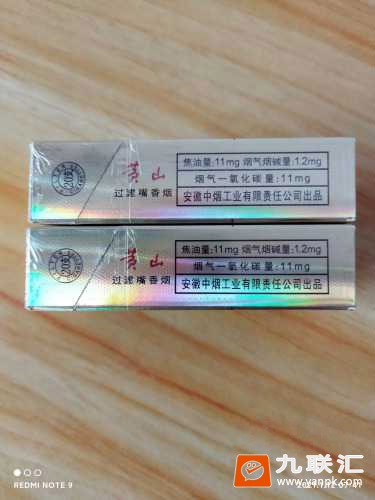 黄山
过滤嘴香烟
焦油量:11mg 烟气烟碱量:1.2mg
烟气一氧化碳量:11mg
安徽中烟工业有限责任公司出品
黄山
过滤嘴香烟
焦油量:11mg 烟气烟碱量:1.2mg
烟气一氧化碳量:11mg
安徽中烟工业有限责任公司出品
REDMI NOTE 9
九联汇
www.yanpk.com